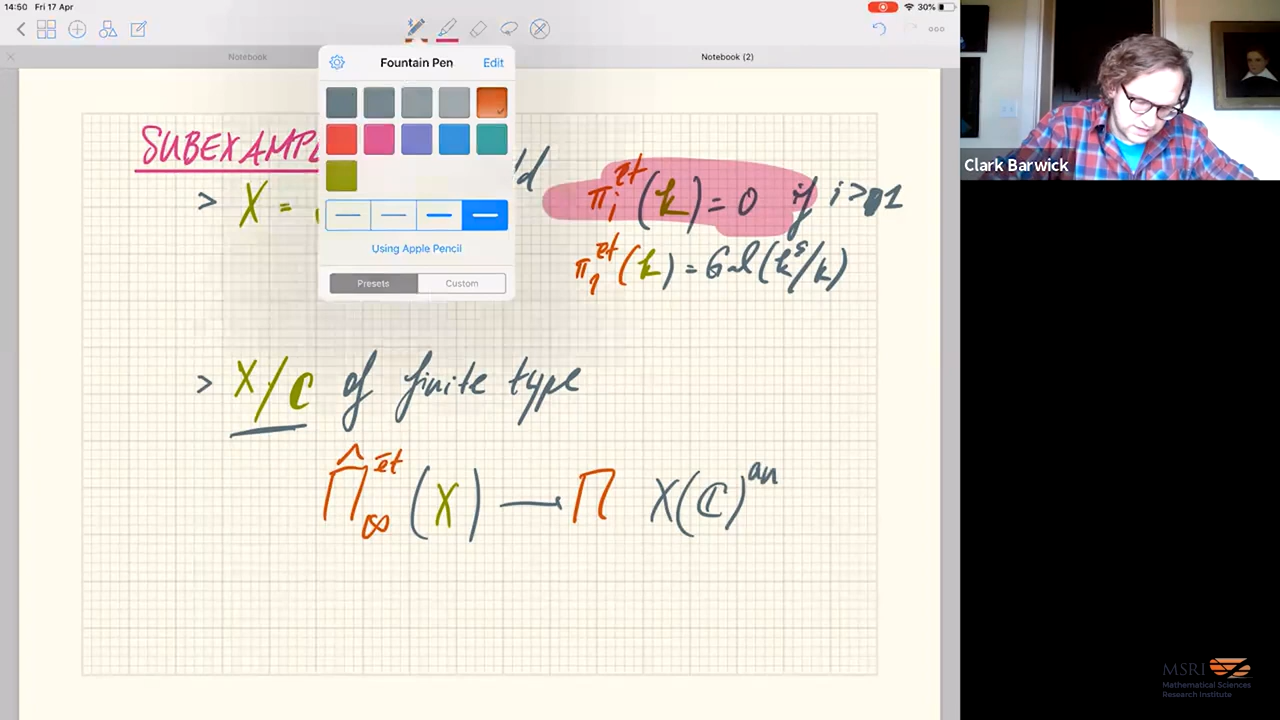 14:50 Fri 17 Apr
30%
Notebook
Notebook (2)
Fountain Pen
Edit
Using Apple Pencil
Presets
Custom
SUBEXAMP
> X =
π_i^ét (k) = 0 if i > 1
π_1^ét (k) = Gal(k^s/k)
> X/C of finite type
Π̂_∞^ét (X) — Π X(ℂ)^an
Clark Barwick
MSRI
Mathematical Sciences
Research Institute